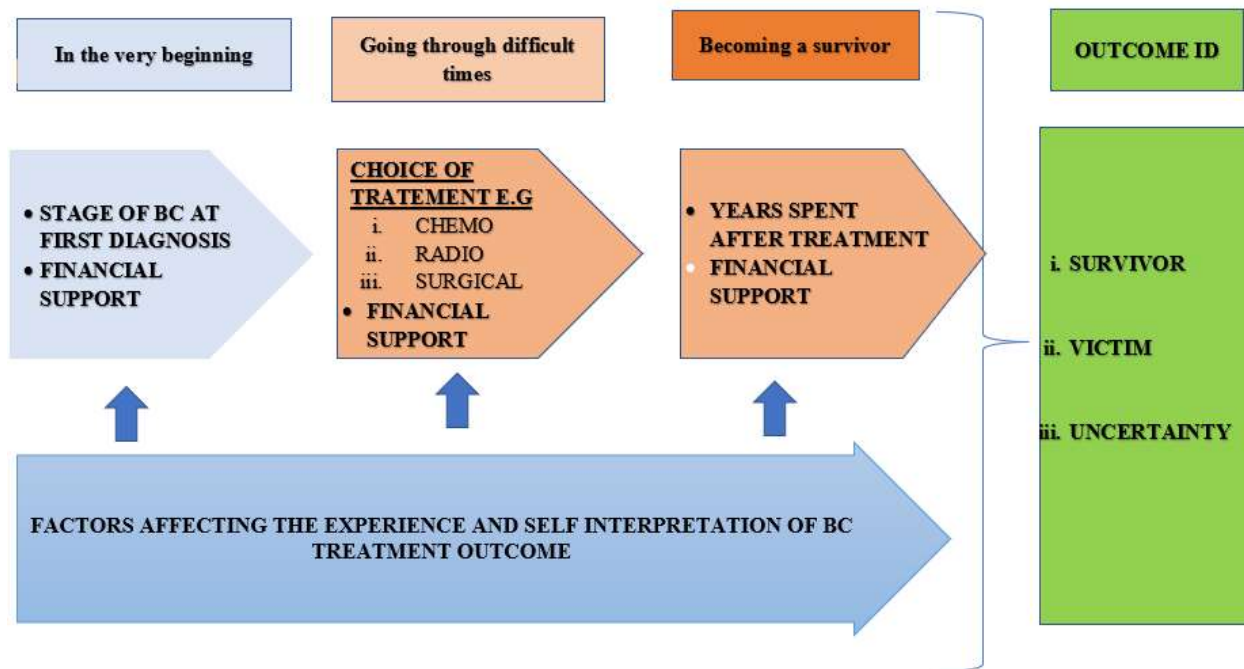 In the very beginning
Going through difficult
times
Becoming a survivor
OUTCOME ID
• STAGE OF BC AT
FIRST DIAGNOSIS
• FINANCIAL
SUPPORT
CHOICE OF
TRATEMENT E.G
i. CHEMO
ii. RADIO
iii. SURGICAL
• FINANCIAL
SUPPORT
• YEARS SPENT
AFTER TREATMENT
• FINANCIAL
SUPPORT
i. SURVIVOR
ii. VICTIM
iii. UNCERTAINTY
FACTORS AFFECTING THE EXPERIENCE AND SELF INTERPRETATION OF BC
TREATMENT OUTCOME